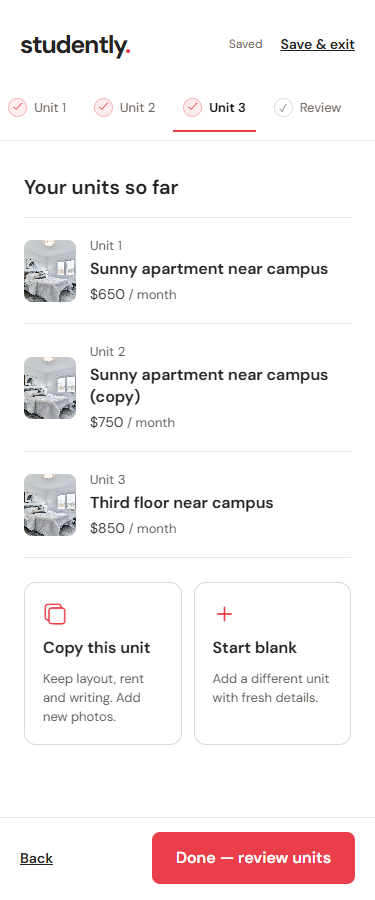 studently.
Saved Save & exit
Unit 1 Unit 2 Unit 3 Review
Your units so far
Unit 1
Sunny apartment near campus
$650 / month
Unit 2
Sunny apartment near campus
(copy)
$750 / month
Unit 3
Third floor near campus
$850 / month
Copy this unit
Keep layout, rent
and writing. Add
new photos.
Start blank
Add a different unit
with fresh details.
Back
Done — review units